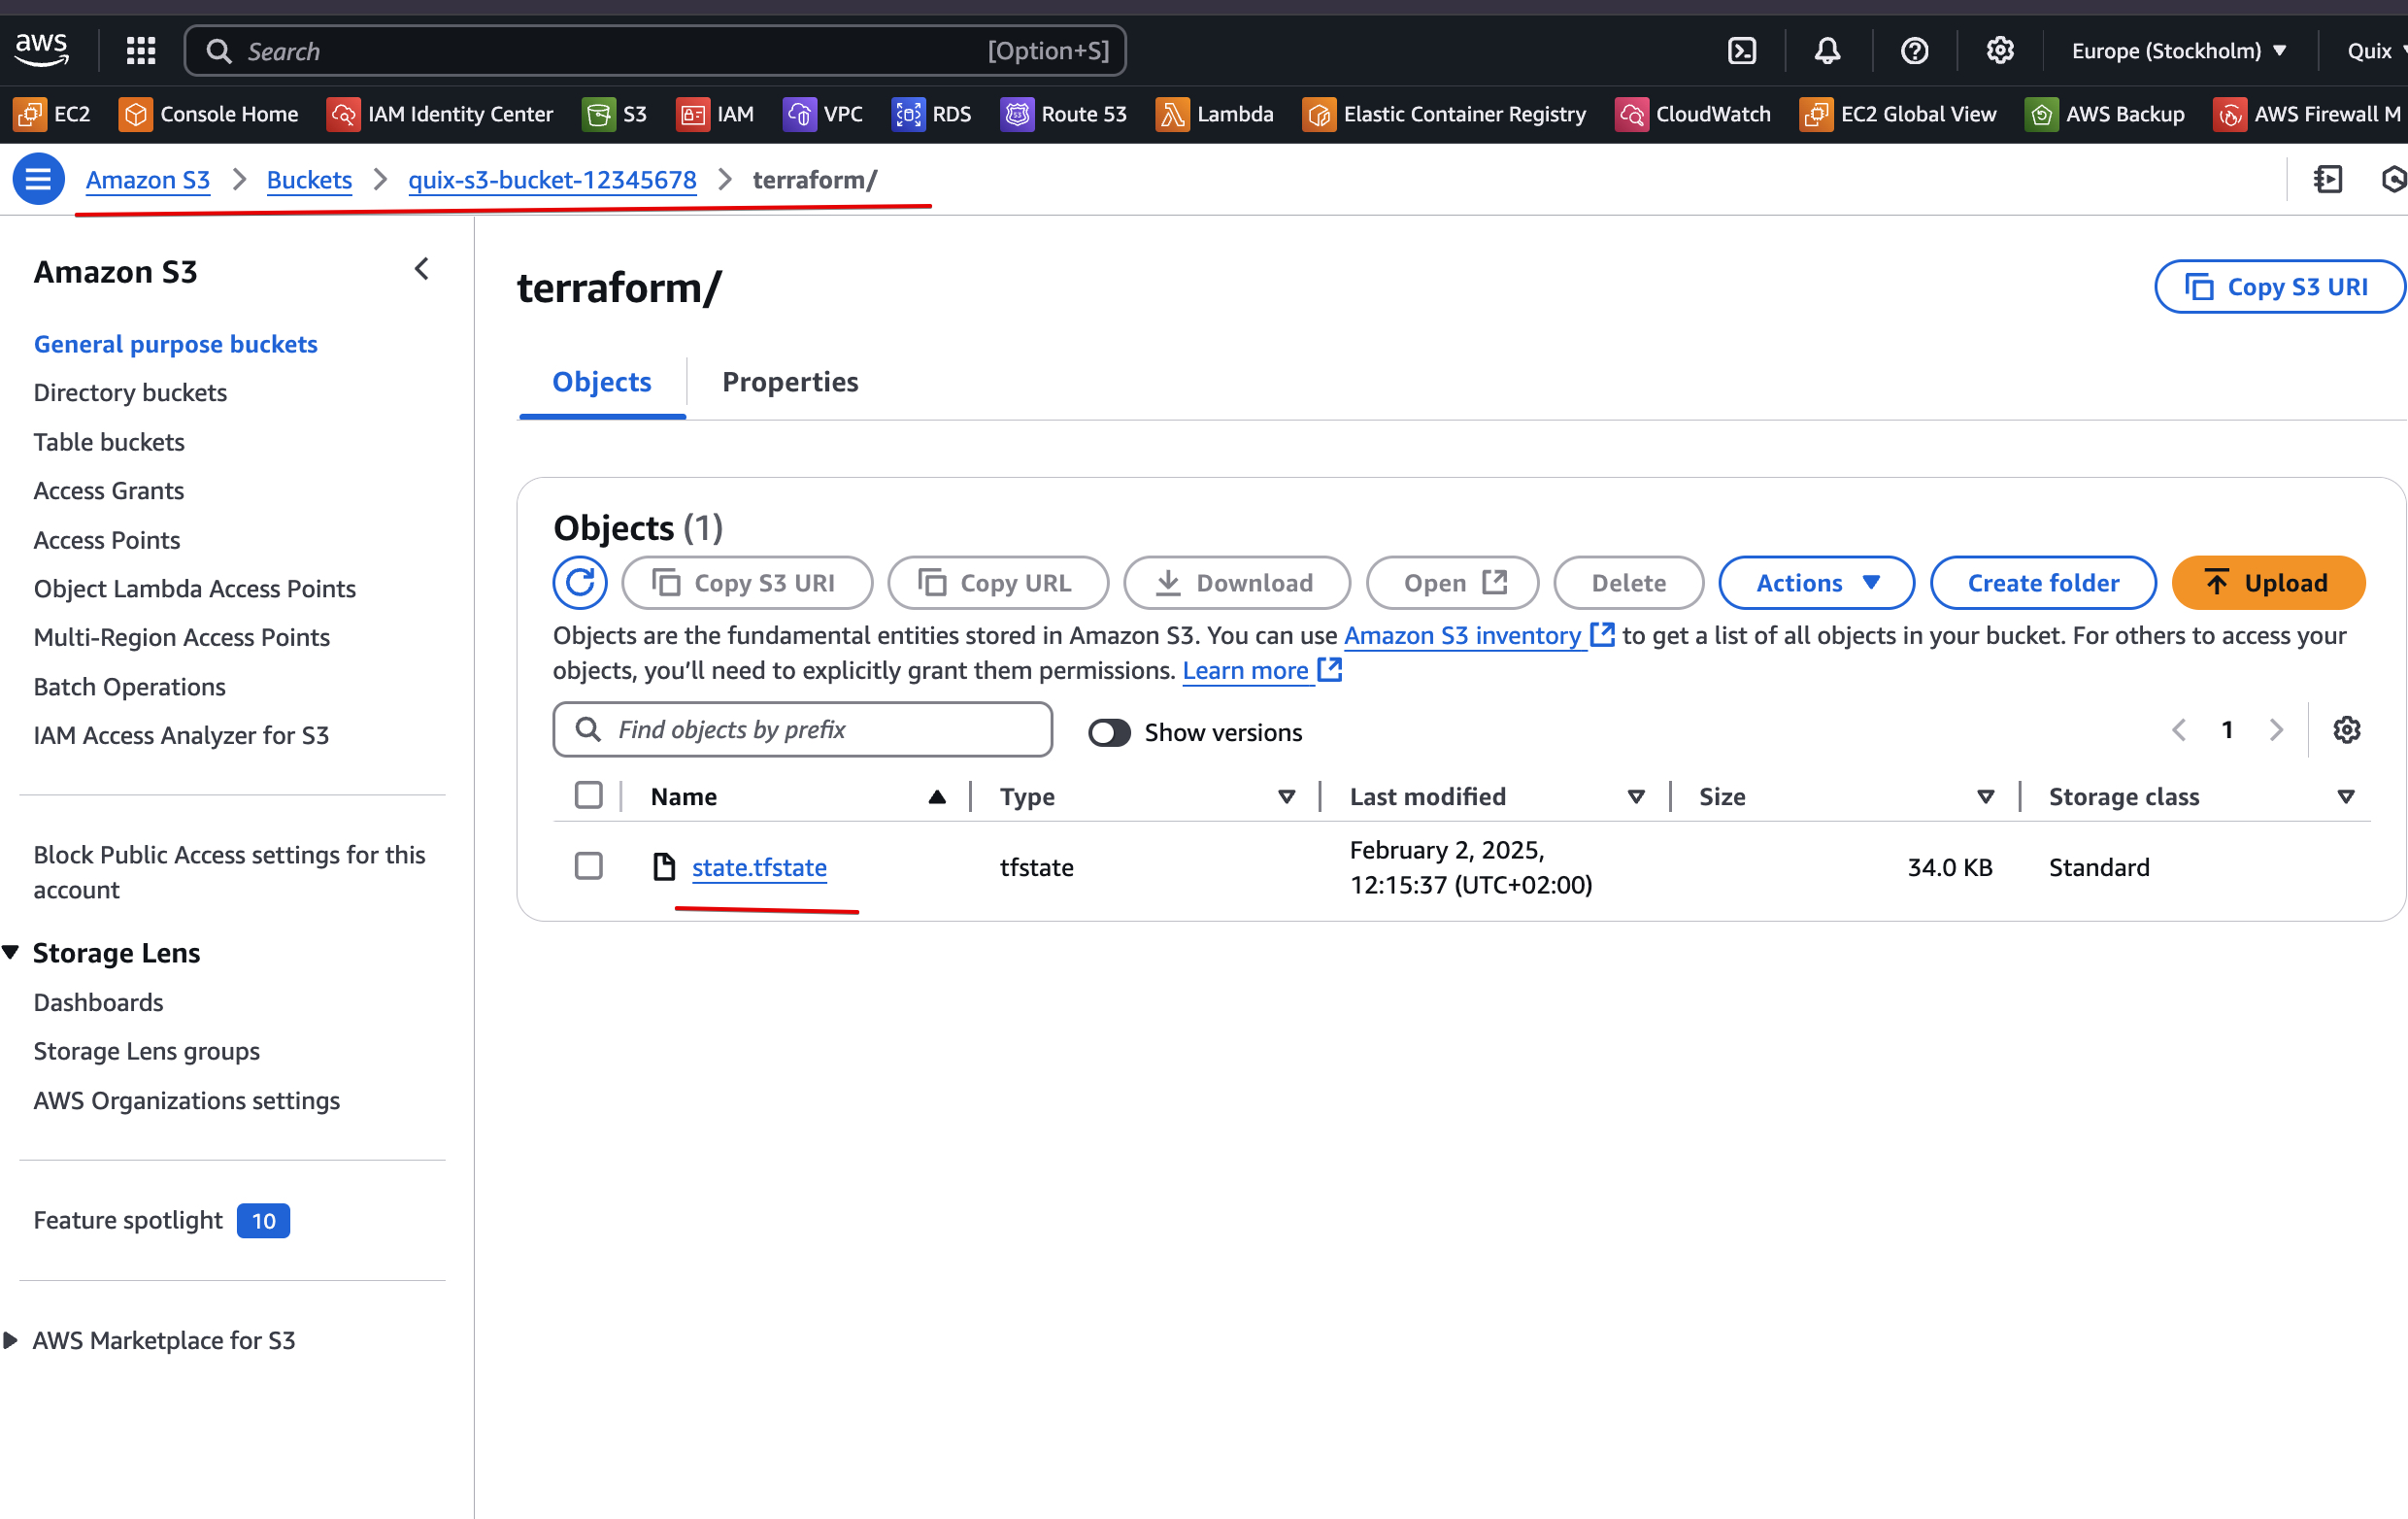 aws
Search [Option+S]
Europe (Stockholm)
Quix
EC2
Console Home
IAM Identity Center
S3
IAM
VPC
RDS
Route 53
Lambda
Elastic Container Registry
CloudWatch
EC2 Global View
AWS Backup
AWS Firewall M
Amazon S3 > Buckets > quix-s3-bucket-12345678 > terraform/
Amazon S3
General purpose buckets
Directory buckets
Table buckets
Access Grants
Access Points
Object Lambda Access Points
Multi-Region Access Points
Batch Operations
IAM Access Analyzer for S3
Block Public Access settings for this
account
Storage Lens
Dashboards
Storage Lens groups
AWS Organizations settings
Feature spotlight 10
AWS Marketplace for S3
terraform/
Copy S3 URI
Objects
Properties
Objects (1)
Copy S3 URI
Copy URL
Download
Open
Delete
Actions
Create folder
Upload
Objects are the fundamental entities stored in Amazon S3. You can use Amazon S3 inventory to get a list of all objects in your bucket. For others to access your
objects, you’ll need to explicitly grant them permissions. Learn more
Find objects by prefix
Show versions
1
Name Type Last modified Size Storage class
state.tfstate tfstate February 2, 2025, 34.0 KB Standard
12:15:37 (UTC+02:00)